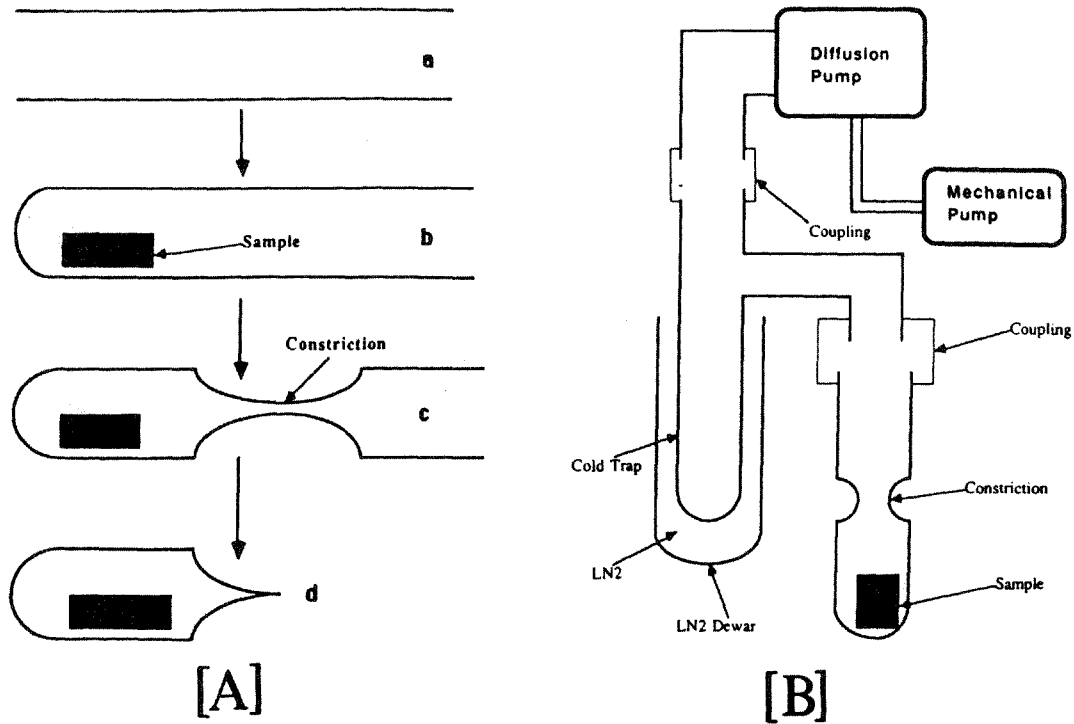 a
b
Sample
Constriction
c
d
[A]
Diffusion
Pump
Mechanical
Pump
Coupling
Coupling
Cold Trap
Constriction
LN2
Sample
LN2 Dewar
[B]